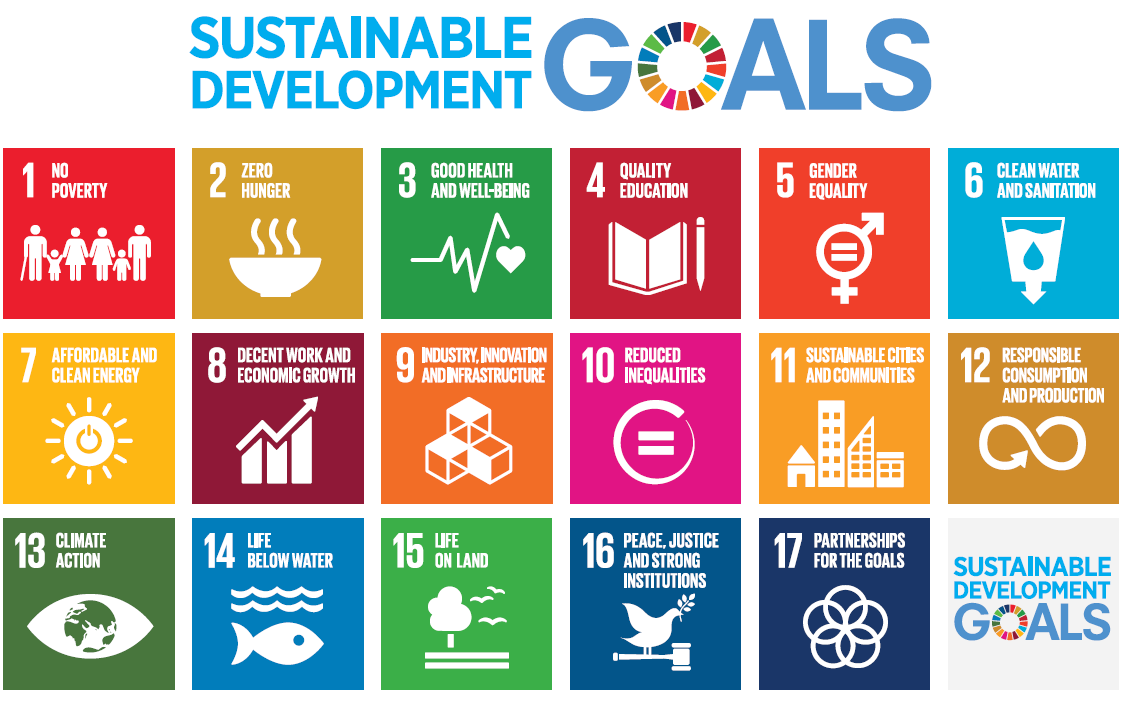 SUSTAINABLE
DEVELOPMENT
GOALS
1 NO
POVERTY
2 ZERO
HUNGER
3 GOOD HEALTH
AND WELL-BEING
4 QUALITY
EDUCATION
5 GENDER
EQUALITY
6 CLEAN WATER
AND SANITATION
7 AFFORDABLE AND
CLEAN ENERGY
8 DECENT WORK AND
ECONOMIC GROWTH
9 INDUSTRY, INNOVATION
AND INFRASTRUCTURE
10 REDUCED
INEQUALITIES
11 SUSTAINABLE CITIES
AND COMMUNITIES
12 RESPONSIBLE
CONSUMPTION
AND PRODUCTION
13 CLIMATE
ACTION
14 LIFE
BELOW WATER
15 LIFE
ON LAND
16 PEACE, JUSTICE
AND STRONG
INSTITUTIONS
17 PARTNERSHIPS
FOR THE GOALS
SUSTAINABLE
DEVELOPMENT
GOALS